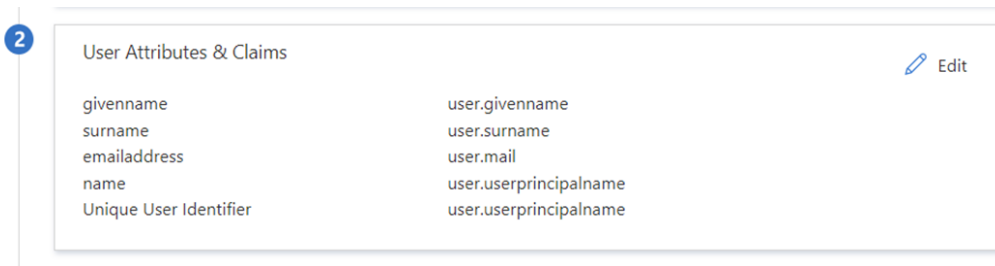 2
User Attributes & Claims
Edit
givenname user.givenname
surname user.surname
emailaddress user.mail
name user.userprincipalname
Unique User Identifier user.userprincipalname